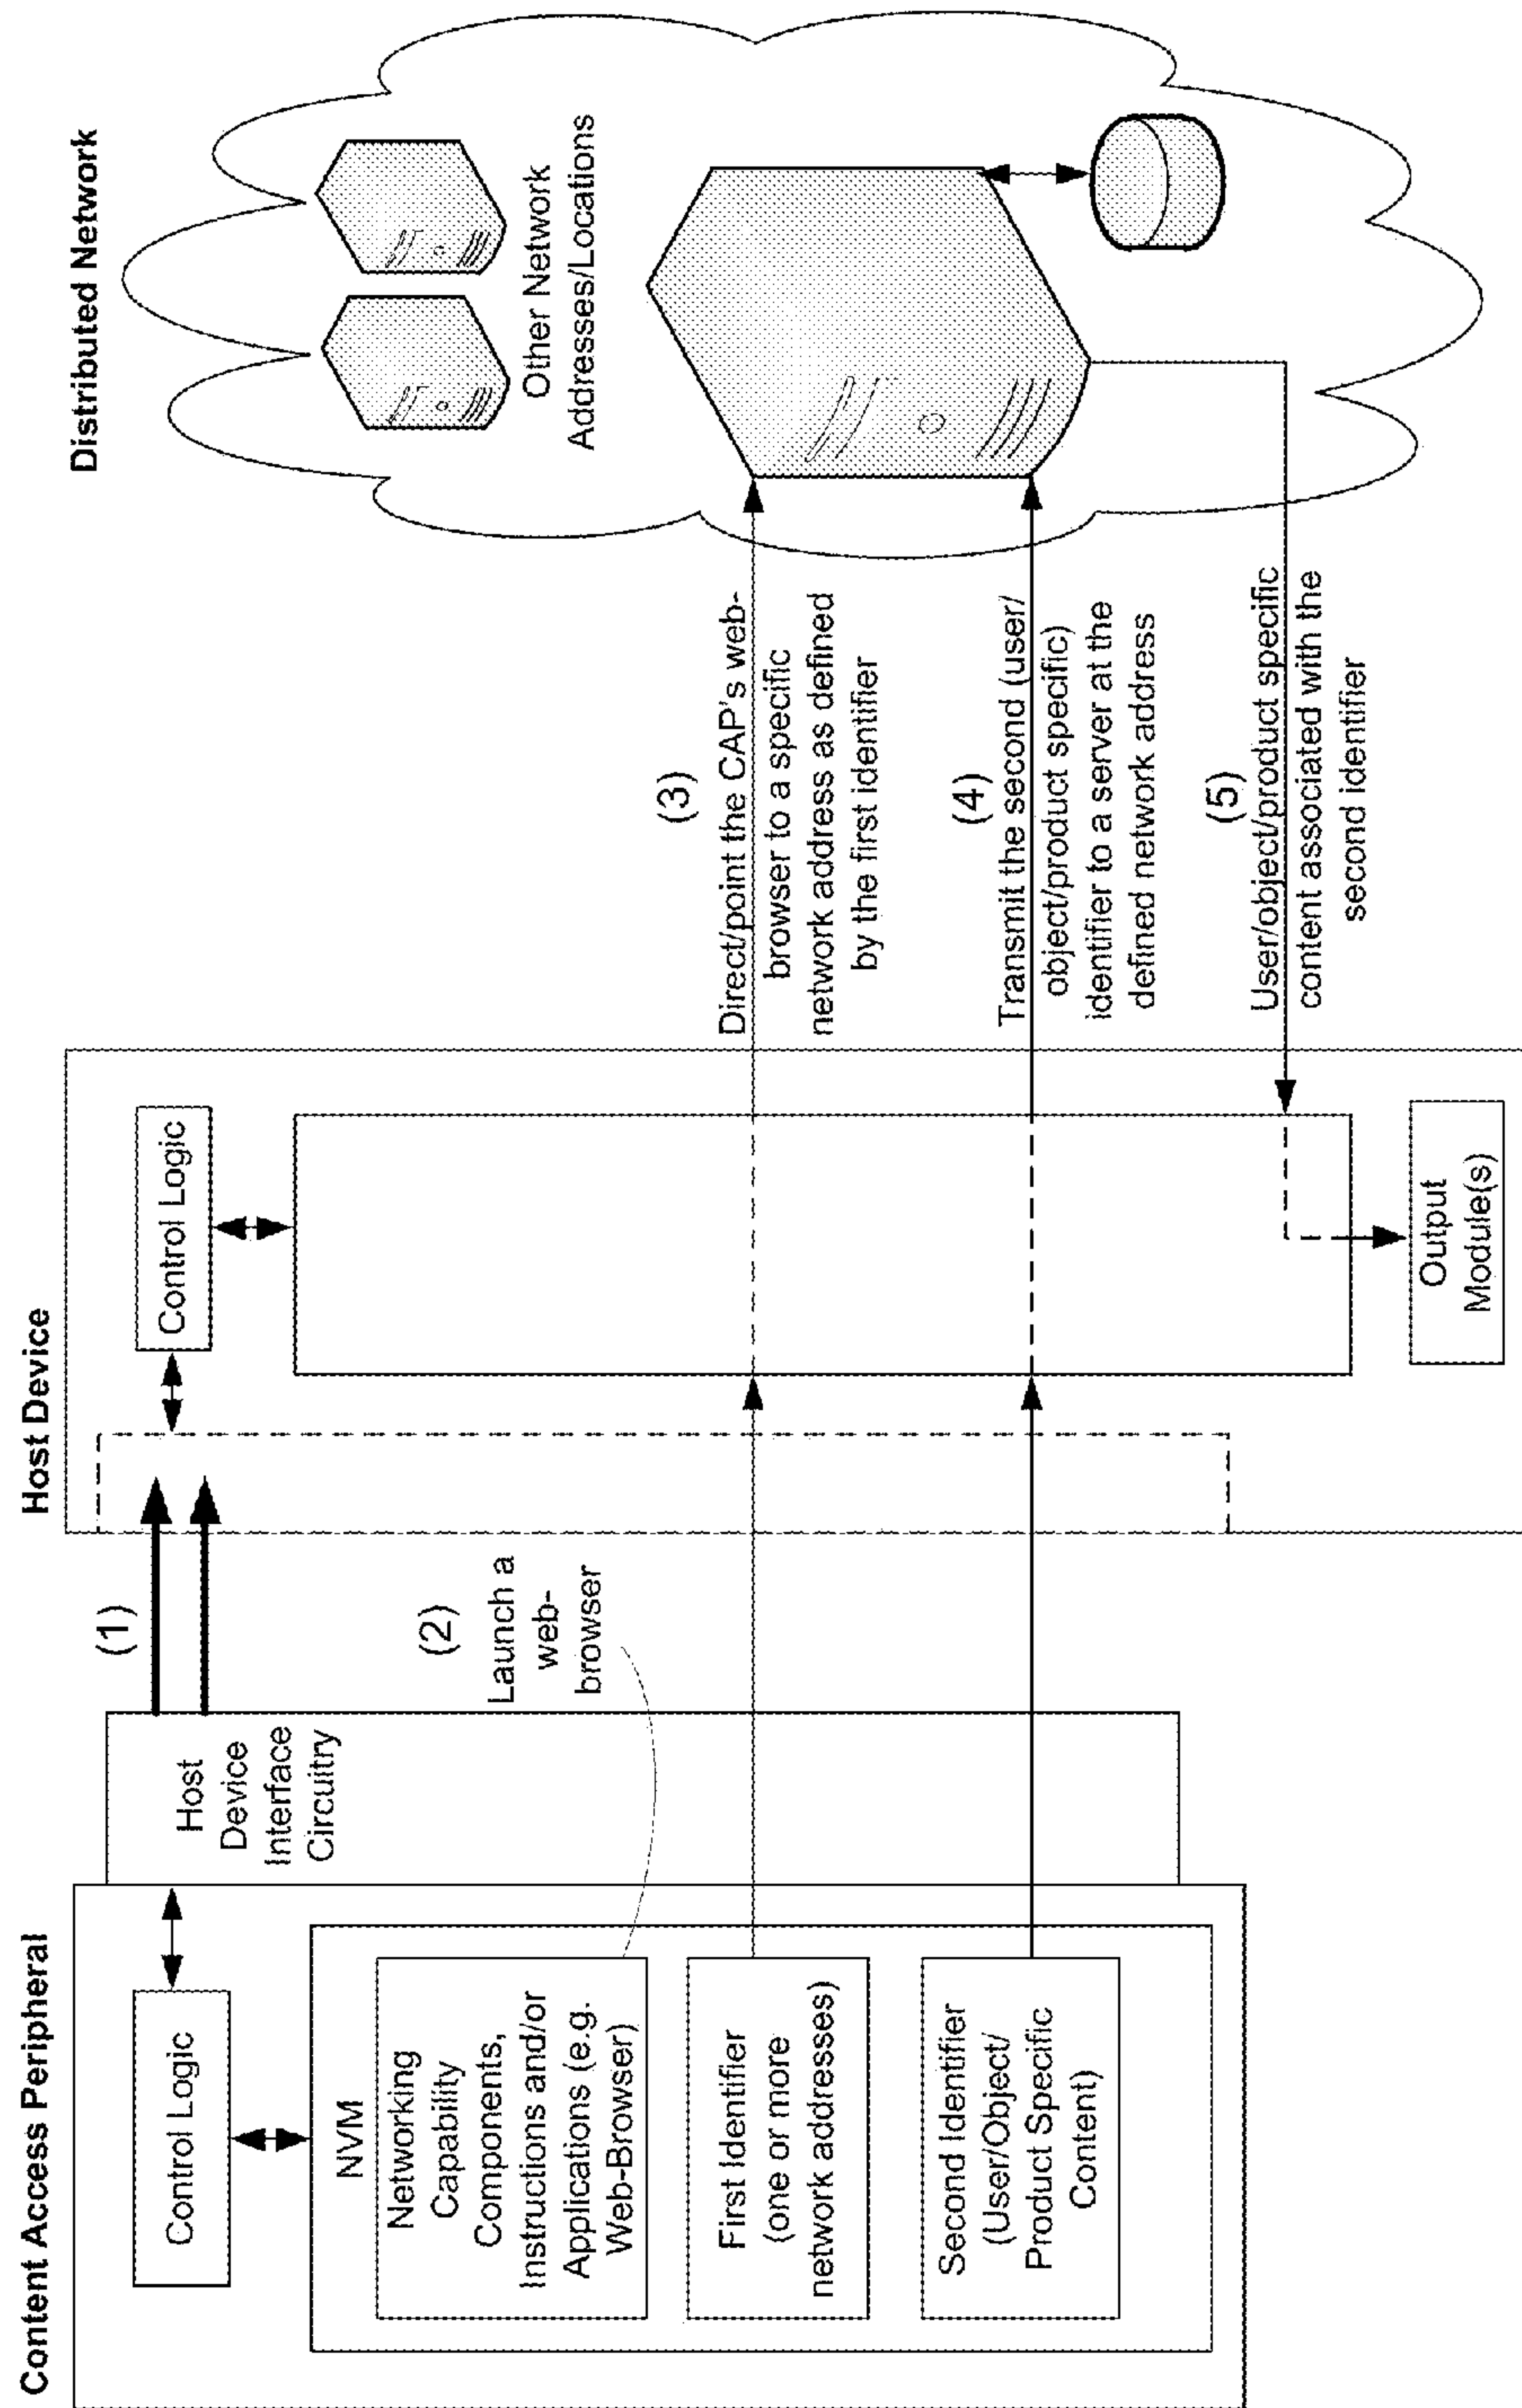 Content Access Peripheral
Control Logic
NVM
Networking
Capability
Components,
Instructions and/or
Applications (e.g.
Web-Browser)
First Identifier
(one or more
network addresses)
Second Identifier
(User/Object/
Product Specific
Content)
Host
Device
Interface
Circuitry
(1)
(2)
Launch a
web-
browser
Host Device
Control Logic
Output
Module(s)
(3)
Direct/point the CAP's web-
browser to a specific
network address as defined
by the first identifier
(4)
Transmit the second (user/
object/product specific)
identifier to a server at the
defined network address
(5)
User/object/product specific
content associated with the
second identifier
Distributed Network
Other Network
Addresses/Locations